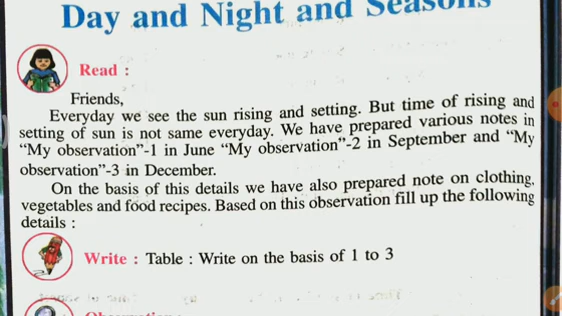 Day and Night and Seasons
Read :
Friends,
Everyday we see the sun rising and setting. But time of rising and
setting of sun is not same everyday. We have prepared various notes in
“My observation”-1 in June “My observation”-2 in September and “My
observation”-3 in December.
On the basis of this details we have also prepared note on clothing,
vegetables and food recipes. Based on this observation fill up the following
details :
Write : Table : Write on the basis of 1 to 3